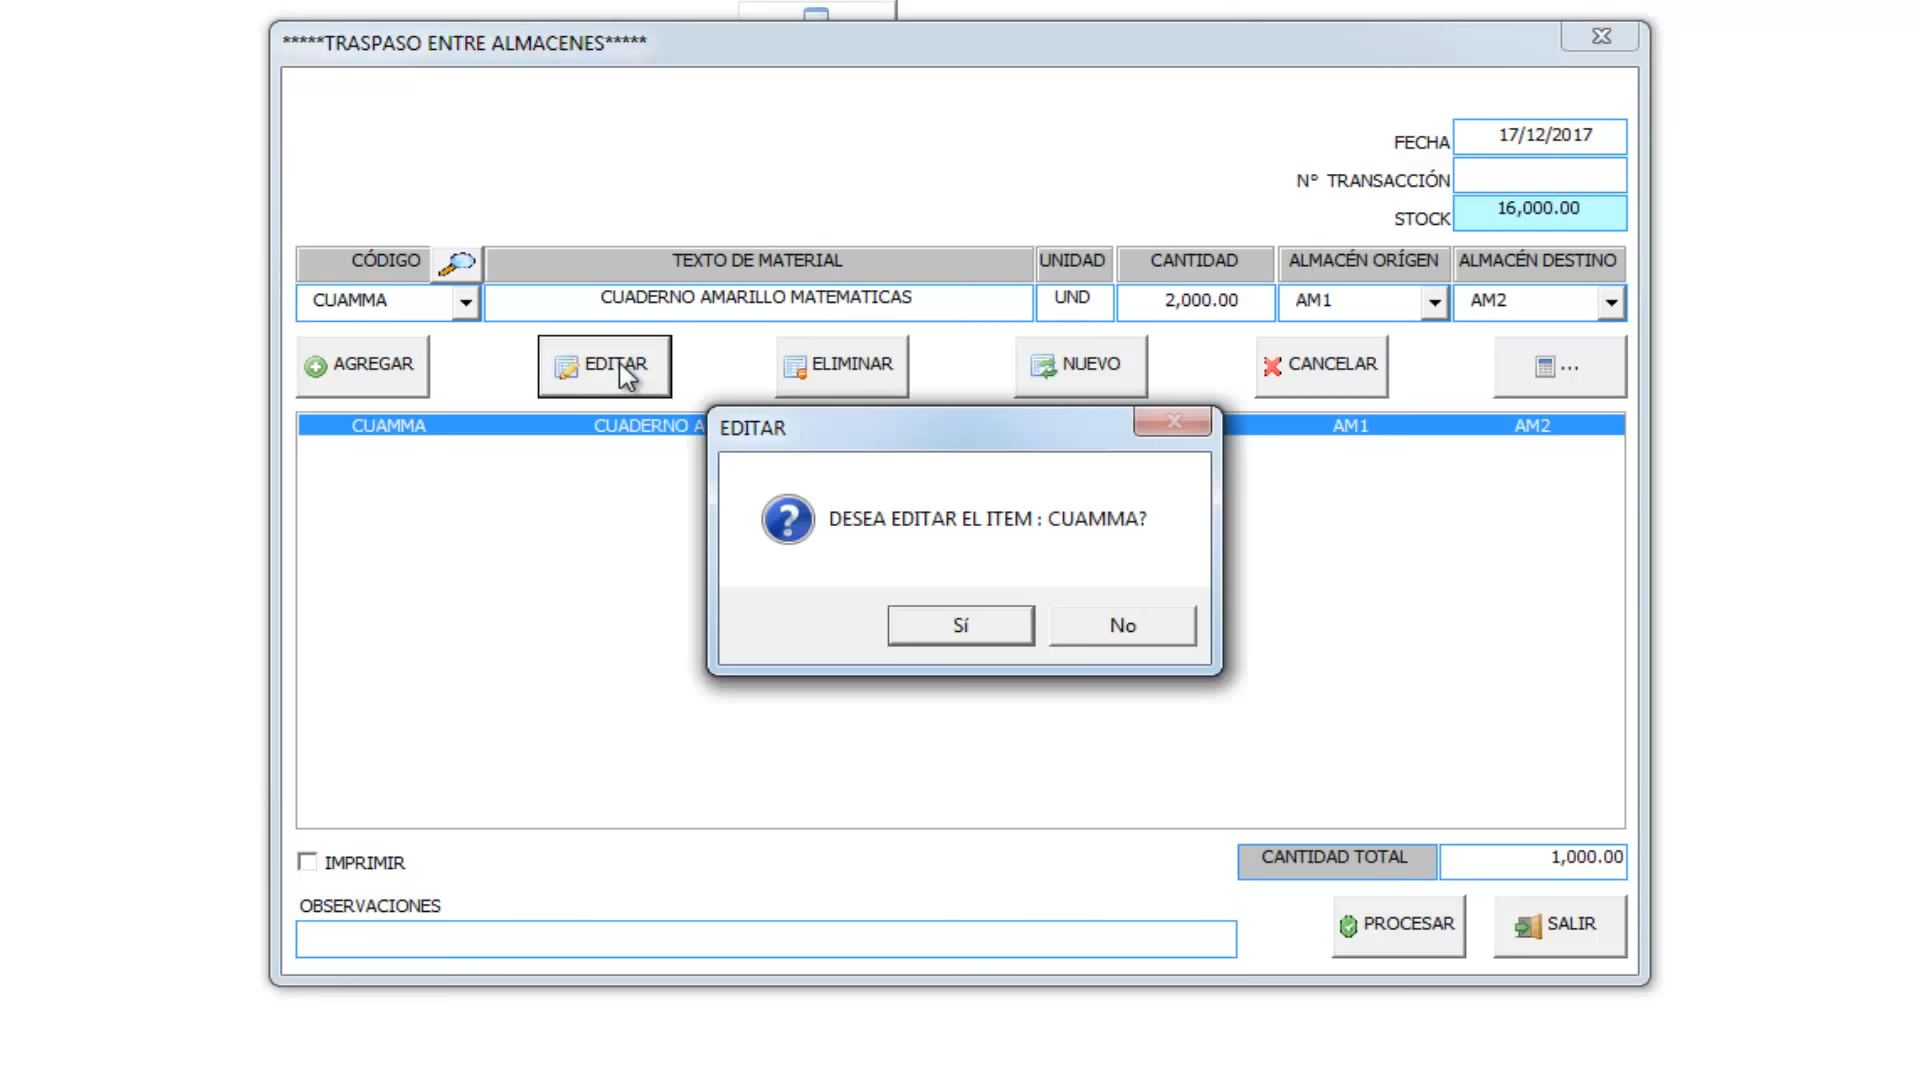 *****TRASPASO ENTRE ALMACENES*****
FECHA 17/12/2017
Nº TRANSACCIÓN
STOCK 16,000.00
CÓDIGO TEXTO DE MATERIAL UNIDAD CANTIDAD ALMACÉN ORÍGEN ALMACÉN DESTINO
CUAMMA CUADERNO AMARILLO MATEMATICAS UND 2,000.00 AM1 AM2
AGREGAR EDITAR ELIMINAR NUEVO CANCELAR ...
CUAMMA CUADERNO A AM1 AM2
EDITAR
DESEA EDITAR EL ITEM : CUAMMA?
Sí No
IMPRIMIR CANTIDAD TOTAL 1,000.00
OBSERVACIONES
PROCESAR SALIR